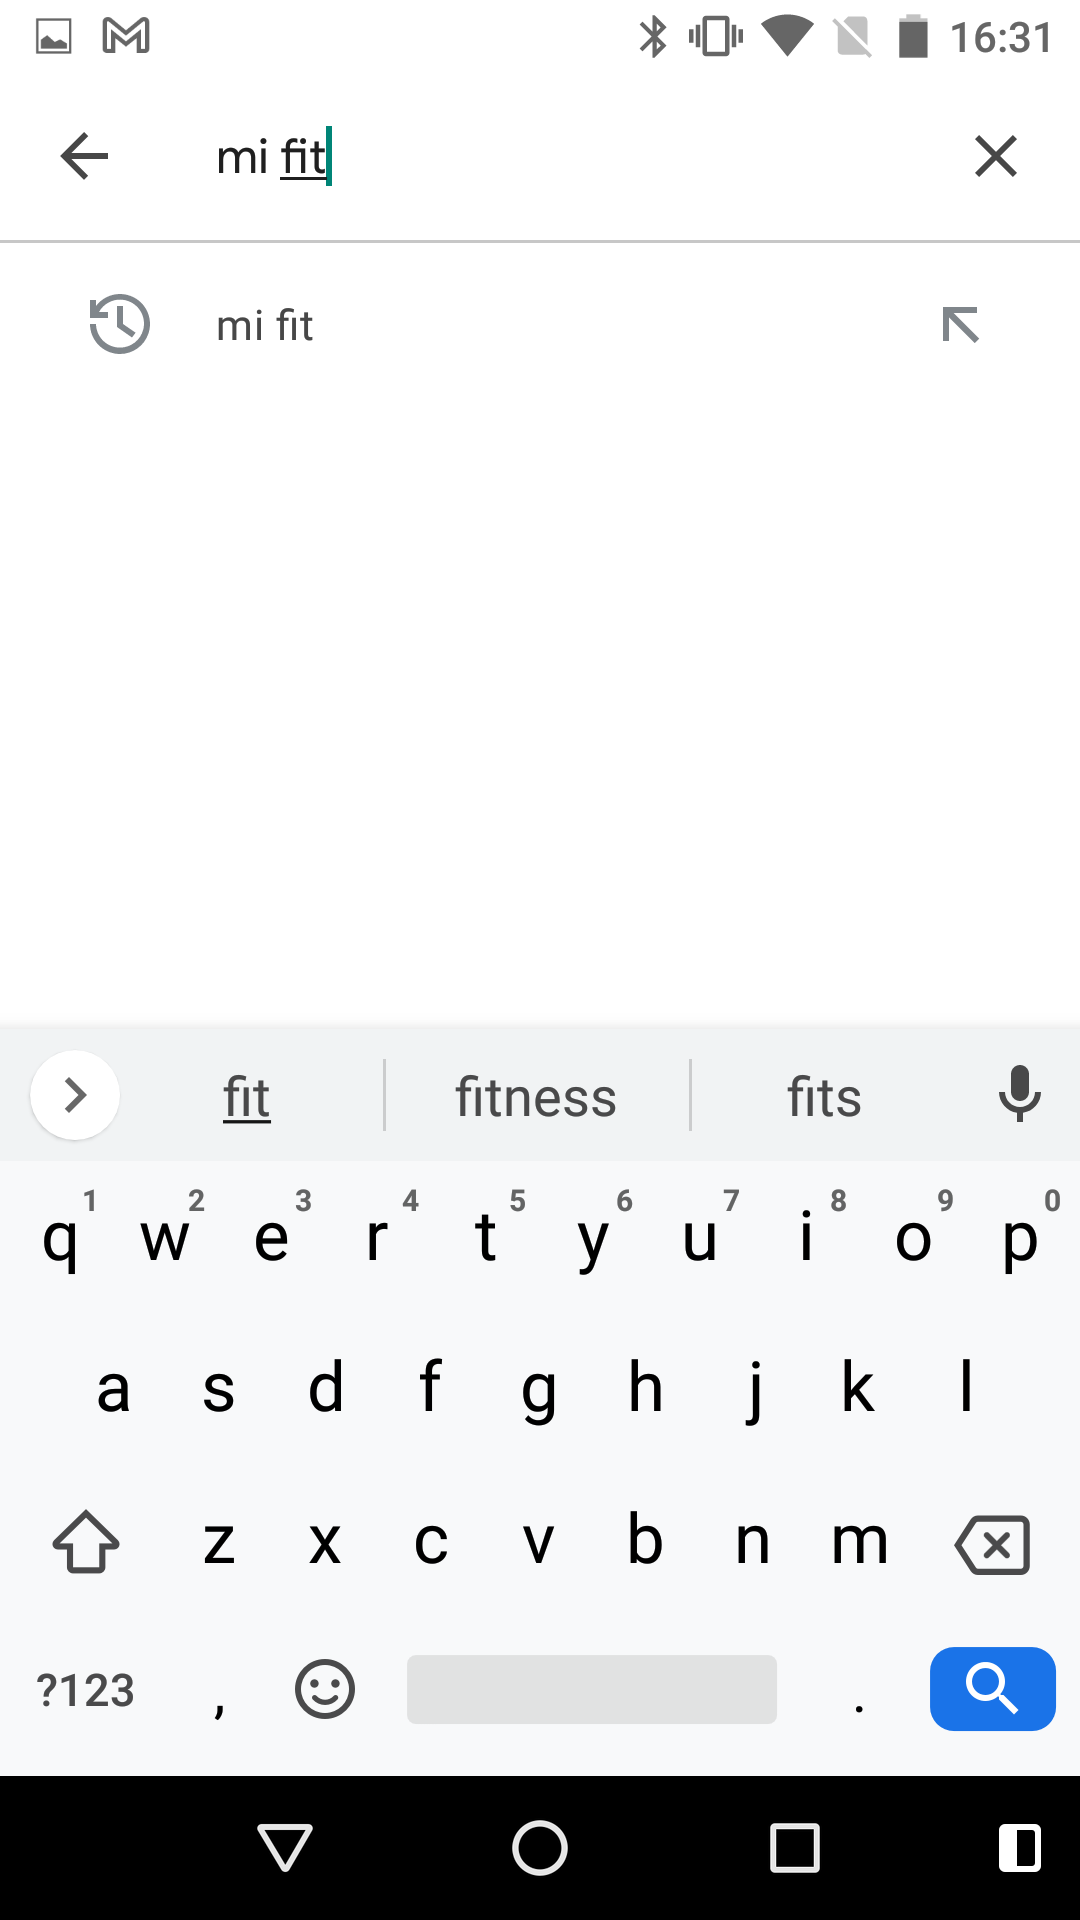 16:31
mi fit
mi fit
fit fitness fits
1 2 3 4 5 6 7 8 9 0
q w e r t y u i o p
a s d f g h j k l
z x c v b n m
?123 , .